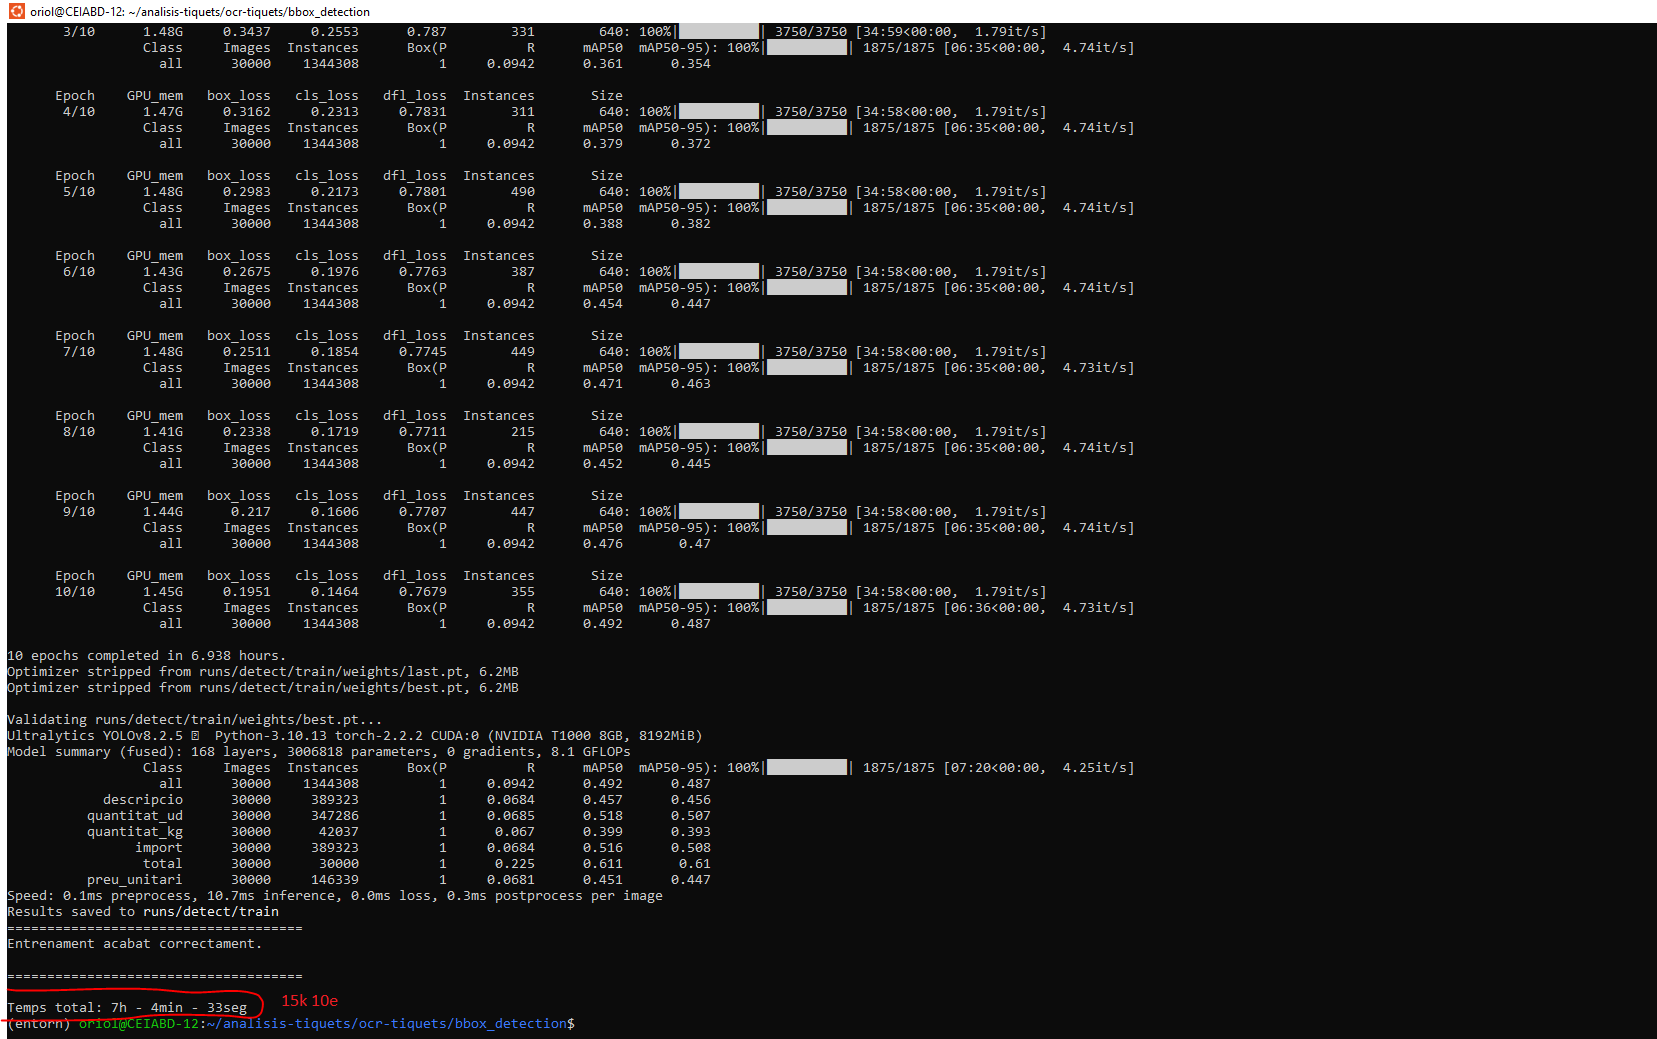 oriol@CEIABD-12: ~/analisis-tiquets/ocr-tiquets/bbox_detection
3/10 1.48G 0.3437 0.2553 0.787 331 640: 100%|██████████| 3750/3750 [34:59<00:00, 1.79it/s]
Class Images Instances Box(P R mAP50 mAP50-95): 100%|██████████| 1875/1875 [06:35<00:00, 4.74it/s]
all 30000 1344308 1 0.0942 0.361 0.354
Epoch GPU_mem box_loss cls_loss dfl_loss Instances Size
4/10 1.47G 0.3162 0.2313 0.7831 311 640: 100%|██████████| 3750/3750 [34:58<00:00, 1.79it/s]
Class Images Instances Box(P R mAP50 mAP50-95): 100%|██████████| 1875/1875 [06:35<00:00, 4.74it/s]
all 30000 1344308 1 0.0942 0.379 0.372
Epoch GPU_mem box_loss cls_loss dfl_loss Instances Size
5/10 1.48G 0.2983 0.2173 0.7801 490 640: 100%|██████████| 3750/3750 [34:58<00:00, 1.79it/s]
Class Images Instances Box(P R mAP50 mAP50-95): 100%|██████████| 1875/1875 [06:35<00:00, 4.74it/s]
all 30000 1344308 1 0.0942 0.388 0.382
Epoch GPU_mem box_loss cls_loss dfl_loss Instances Size
6/10 1.43G 0.2675 0.1976 0.7763 387 640: 100%|██████████| 3750/3750 [34:58<00:00, 1.79it/s]
Class Images Instances Box(P R mAP50 mAP50-95): 100%|██████████| 1875/1875 [06:35<00:00, 4.74it/s]
all 30000 1344308 1 0.0942 0.454 0.447
Epoch GPU_mem box_loss cls_loss dfl_loss Instances Size
7/10 1.48G 0.2511 0.1854 0.7745 449 640: 100%|██████████| 3750/3750 [34:58<00:00, 1.79it/s]
Class Images Instances Box(P R mAP50 mAP50-95): 100%|██████████| 1875/1875 [06:35<00:00, 4.73it/s]
all 30000 1344308 1 0.0942 0.471 0.463
Epoch GPU_mem box_loss cls_loss dfl_loss Instances Size
8/10 1.41G 0.2338 0.1719 0.7711 215 640: 100%|██████████| 3750/3750 [34:58<00:00, 1.79it/s]
Class Images Instances Box(P R mAP50 mAP50-95): 100%|██████████| 1875/1875 [06:35<00:00, 4.74it/s]
all 30000 1344308 1 0.0942 0.452 0.445
Epoch GPU_mem box_loss cls_loss dfl_loss Instances Size
9/10 1.44G 0.217 0.1606 0.7707 447 640: 100%|██████████| 3750/3750 [34:58<00:00, 1.79it/s]
Class Images Instances Box(P R mAP50 mAP50-95): 100%|██████████| 1875/1875 [06:35<00:00, 4.74it/s]
all 30000 1344308 1 0.0942 0.476 0.47
Epoch GPU_mem box_loss cls_loss dfl_loss Instances Size
10/10 1.45G 0.1951 0.1464 0.7679 355 640: 100%|██████████| 3750/3750 [34:58<00:00, 1.79it/s]
Class Images Instances Box(P R mAP50 mAP50-95): 100%|██████████| 1875/1875 [06:36<00:00, 4.73it/s]
all 30000 1344308 1 0.0942 0.492 0.487
10 epochs completed in 6.938 hours.
Optimizer stripped from runs/detect/train/weights/last.pt, 6.2MB
Optimizer stripped from runs/detect/train/weights/best.pt, 6.2MB
Validating runs/detect/train/weights/best.pt...
Ultralytics YOLOv8.2.5 Python-3.10.13 torch-2.2.2 CUDA:0 (NVIDIA T1000 8GB, 8192MiB)
Model summary (fused): 168 layers, 3006818 parameters, 0 gradients, 8.1 GFLOPs
Class Images Instances Box(P R mAP50 mAP50-95): 100%|██████████| 1875/1875 [07:20<00:00, 4.25it/s]
all 30000 1344308 1 0.0942 0.492 0.487
descripcio 30000 389323 1 0.0684 0.457 0.456
quantitat_ud 30000 347286 1 0.0685 0.518 0.507
quantitat_kg 30000 42037 1 0.067 0.399 0.393
import 30000 389323 1 0.0684 0.516 0.508
total 30000 30000 1 0.225 0.611 0.61
preu_unitari 30000 146339 1 0.0681 0.451 0.447
Speed: 0.1ms preprocess, 10.7ms inference, 0.0ms loss, 0.3ms postprocess per image
Results saved to runs/detect/train
=====================================
Entrenament acabat correctament.
=====================================
Temps total: 7h - 4min - 33seg 15k 10e
(entorn) oriol@CEIABD-12:~/analisis-tiquets/ocr-tiquets/bbox_detection$